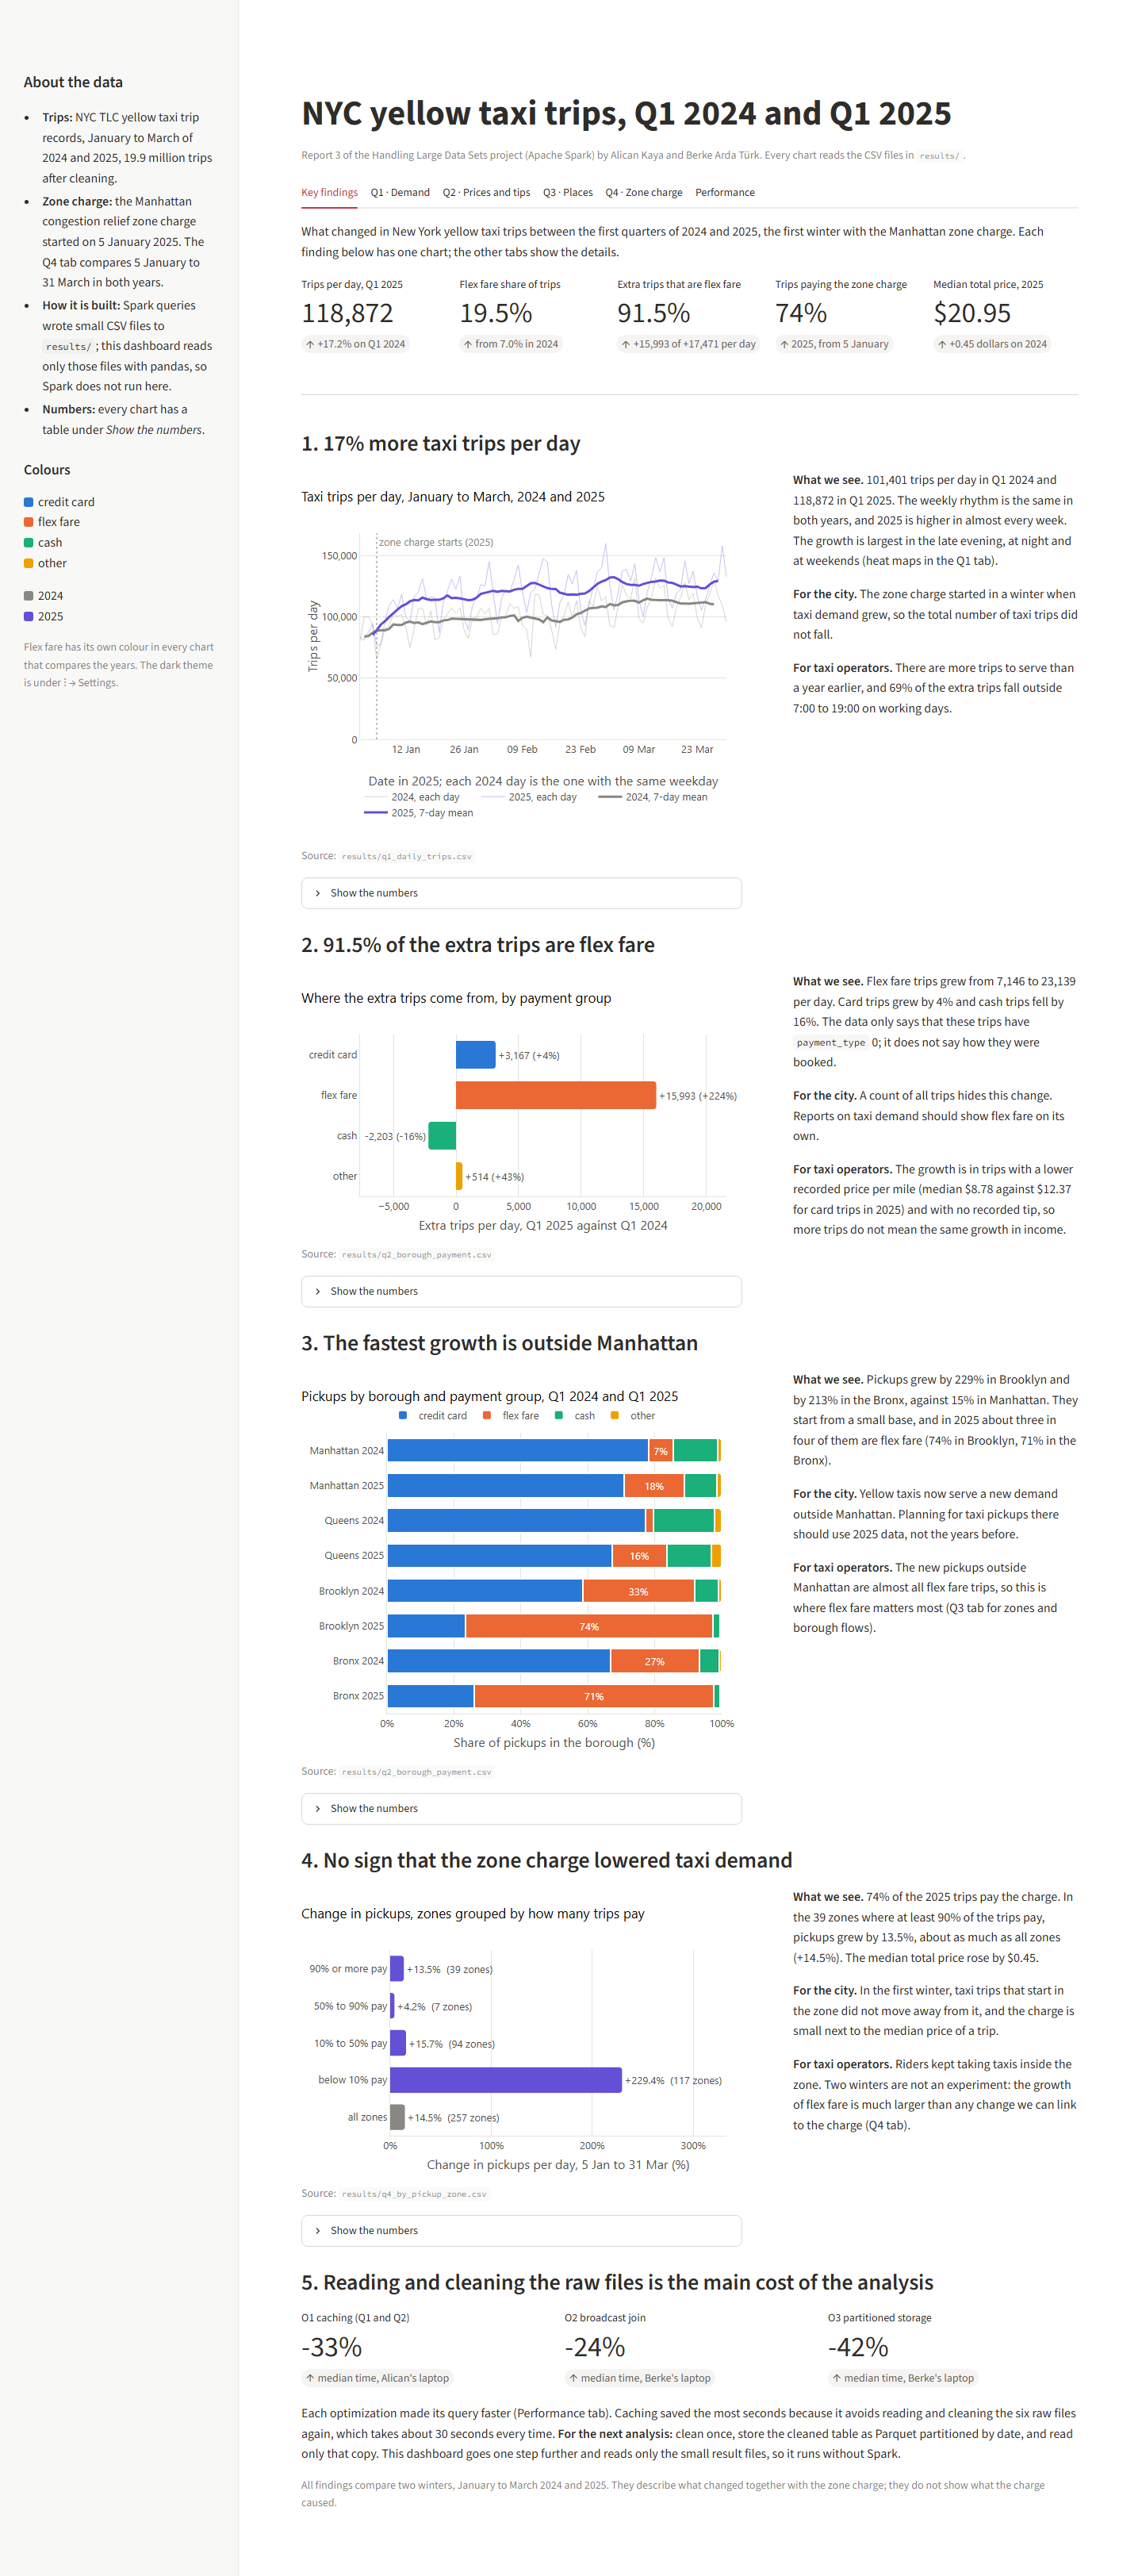 About the data
Trips: NYC TLC yellow taxi trip
records, January to March of
2024 and 2025, 19.9 million trips
after cleaning.
Zone charge: the Manhattan
congestion relief zone charge
started on 5 January 2025. The
Q4 tab compares 5 January to
31 March in both years.
How it is built: Spark queries
wrote small CSV files to
results/ ; this dashboard reads
only those files with pandas, so
Spark does not run here.
Numbers: every chart has a
table under Show the numbers.
Colours
credit card
flex fare
cash
other
2024
2025
Flex fare has its own colour in every chart
that compares the years. The dark theme
is under ⋮ → Settings.
NYC yellow taxi trips, Q1 2024 and Q1 2025
Report 3 of the Handling Large Data Sets project (Apache Spark) by Alican Kaya and Berke Arda Türk. Every chart reads the CSV files in results/ .
Key findings Q1 · Demand Q2 · Prices and tips Q3 · Places Q4 · Zone charge Performance
What changed in New York yellow taxi trips between the first quarters of 2024 and 2025, the first winter with the Manhattan zone charge. Each
finding below has one chart; the other tabs show the details.
Trips per day, Q1 2025
118,872
↑ +17.2% on Q1 2024
Flex fare share of trips
19.5%
↑ from 7.0% in 2024
Extra trips that are flex fare
91.5%
↑ +15,993 of +17,471 per day
Trips paying the zone charge
74%
↑ 2025, from 5 January
Median total price, 2025
$20.95
↑ +0.45 dollars on 2024
1. 17% more taxi trips per day
Taxi trips per day, January to March, 2024 and 2025
zone charge starts (2025)
150,000
100,000
50,000
0
Trips per day
12 Jan 26 Jan 09 Feb 23 Feb 09 Mar 23 Mar
Date in 2025; each 2024 day is the one with the same weekday
2024, each day 2025, each day 2024, 7-day mean
2025, 7-day mean
Source: results/q1_daily_trips.csv
Show the numbers
What we see. 101,401 trips per day in Q1 2024 and
118,872 in Q1 2025. The weekly rhythm is the same in
both years, and 2025 is higher in almost every week.
The growth is largest in the late evening, at night and
at weekends (heat maps in the Q1 tab).
For the city. The zone charge started in a winter when
taxi demand grew, so the total number of taxi trips did
not fall.
For taxi operators. There are more trips to serve than
a year earlier, and 69% of the extra trips fall outside
7:00 to 19:00 on working days.
2. 91.5% of the extra trips are flex fare
Where the extra trips come from, by payment group
credit card +3,167 (+4%)
flex fare +15,993 (+224%)
cash -2,203 (-16%)
other +514 (+43%)
−5,000 0 5,000 10,000 15,000 20,000
Extra trips per day, Q1 2025 against Q1 2024
Source: results/q2_borough_payment.csv
Show the numbers
What we see. Flex fare trips grew from 7,146 to 23,139
per day. Card trips grew by 4% and cash trips fell by
16%. The data only says that these trips have
payment_type 0; it does not say how they were
booked.
For the city. A count of all trips hides this change.
Reports on taxi demand should show flex fare on its
own.
For taxi operators. The growth is in trips with a lower
recorded price per mile (median $8.78 against $12.37
for card trips in 2025) and with no recorded tip, so
more trips do not mean the same growth in income.
3. The fastest growth is outside Manhattan
Pickups by borough and payment group, Q1 2024 and Q1 2025
credit card flex fare cash other
Manhattan 2024 7%
Manhattan 2025 18%
Queens 2024
Queens 2025 16%
Brooklyn 2024 33%
Brooklyn 2025 74%
Bronx 2024 27%
Bronx 2025 71%
0% 20% 40% 60% 80% 100%
Share of pickups in the borough (%)
Source: results/q2_borough_payment.csv
Show the numbers
What we see. Pickups grew by 229% in Brooklyn and
by 213% in the Bronx, against 15% in Manhattan. They
start from a small base, and in 2025 about three in
four of them are flex fare (74% in Brooklyn, 71% in the
Bronx).
For the city. Yellow taxis now serve a new demand
outside Manhattan. Planning for taxi pickups there
should use 2025 data, not the years before.
For taxi operators. The new pickups outside
Manhattan are almost all flex fare trips, so this is
where flex fare matters most (Q3 tab for zones and
borough flows).
4. No sign that the zone charge lowered taxi demand
Change in pickups, zones grouped by how many trips pay
90% or more pay +13.5% (39 zones)
50% to 90% pay +4.2% (7 zones)
10% to 50% pay +15.7% (94 zones)
below 10% pay +229.4% (117 zones)
all zones +14.5% (257 zones)
0% 100% 200% 300%
Change in pickups per day, 5 Jan to 31 Mar (%)
Source: results/q4_by_pickup_zone.csv
Show the numbers
What we see. 74% of the 2025 trips pay the charge. In
the 39 zones where at least 90% of the trips pay,
pickups grew by 13.5%, about as much as all zones
(+14.5%). The median total price rose by $0.45.
For the city. In the first winter, taxi trips that start in
the zone did not move away from it, and the charge is
small next to the median price of a trip.
For taxi operators. Riders kept taking taxis inside the
zone. Two winters are not an experiment: the growth
of flex fare is much larger than any change we can link
to the charge (Q4 tab).
5. Reading and cleaning the raw files is the main cost of the analysis
O1 caching (Q1 and Q2)
-33%
↑ median time, Alican's laptop
O2 broadcast join
-24%
↑ median time, Berke's laptop
O3 partitioned storage
-42%
↑ median time, Berke's laptop
Each optimization made its query faster (Performance tab). Caching saved the most seconds because it avoids reading and cleaning the six raw files
again, which takes about 30 seconds every time. For the next analysis: clean once, store the cleaned table as Parquet partitioned by date, and read
only that copy. This dashboard goes one step further and reads only the small result files, so it runs without Spark.
All findings compare two winters, January to March 2024 and 2025. They describe what changed together with the zone charge; they do not show what the charge
caused.